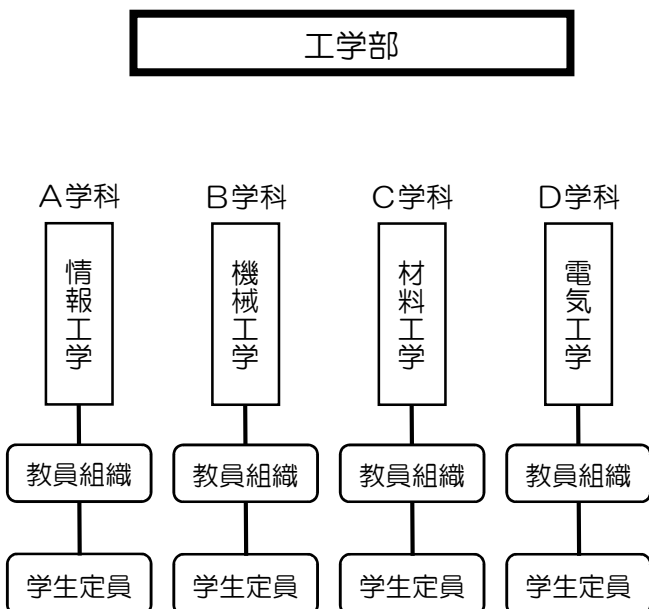 工学部
A学科
B学科
C学科
D学科
情報工学
機械工学
材料工学
電気工学
教員組織
教員組織
教員組織
教員組織
学生定員
学生定員
学生定員
学生定員